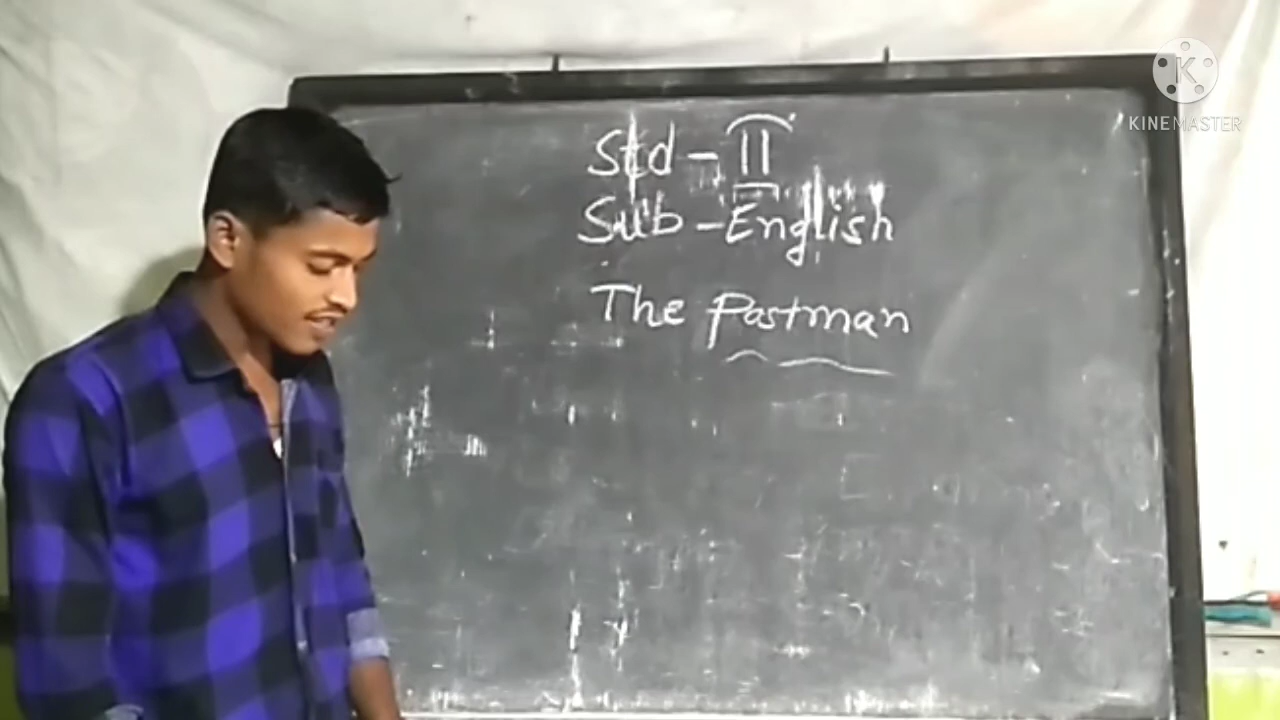 K
KINEMASTER
Std - II
Sub - English
The Postman